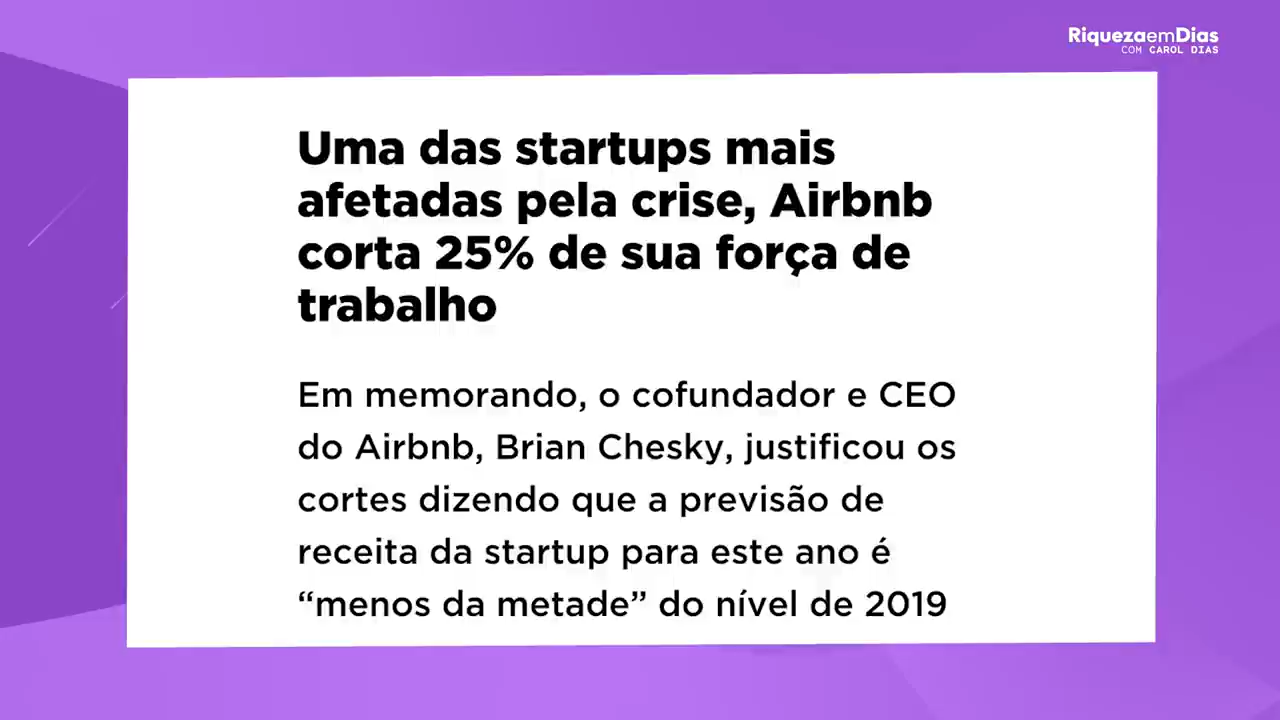 RiquezaemDias
COM CAROL DIAS
Uma das startups mais
afetadas pela crise, Airbnb
corta 25% de sua força de
trabalho
Em memorando, o cofundador e CEO
do Airbnb, Brian Chesky, justificou os
cortes dizendo que a previsão de
receita da startup para este ano é
“menos da metade” do nível de 2019